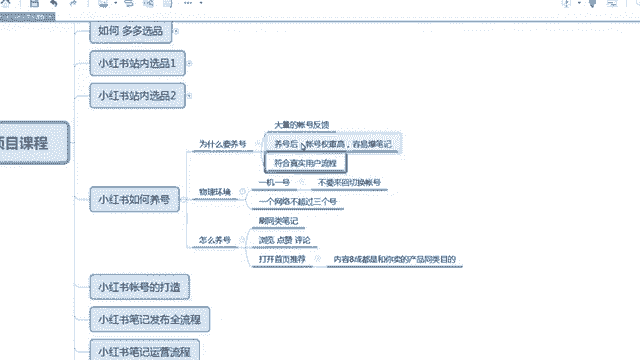 如何 多多选品
小红书站内选品1
小红书站内选品2
项目课程
小红书如何养号
为什么要养号
大量的帐号反馈
养号后，帐号权重高，容易爆笔记
符合真实用户流程
物理环境
一机一号
不要来回切换帐号
一个网络不超过三个号
怎么养号
刷同类笔记
浏览 点赞 评论
打开首页推荐
内容8成都是和你卖的产品同类目的
小红书帐号的打造
小红书笔记发布全流程
小红书笔记运营流程